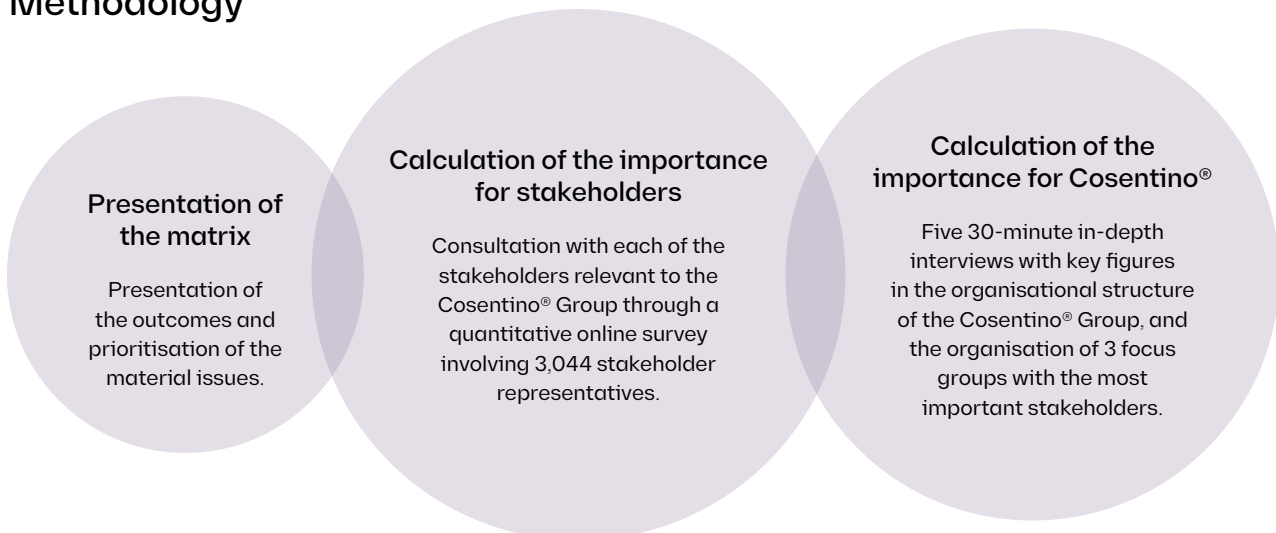 Methodology
Presentation of
the matrix
Presentation of
the outcomes and
prioritisation of the
material issues.
Calculation of the importance
for stakeholders
Consultation with each of the
stakeholders relevant to the
Cosentino® Group through a
quantitative online survey
involving 3,044 stakeholder
representatives.
Calculation of the
importance for Cosentino®
Five 30-minute in-depth
interviews with key figures
in the organisational structure
of the Cosentino® Group, and
the organisation of 3 focus
groups with the most
important stakeholders.